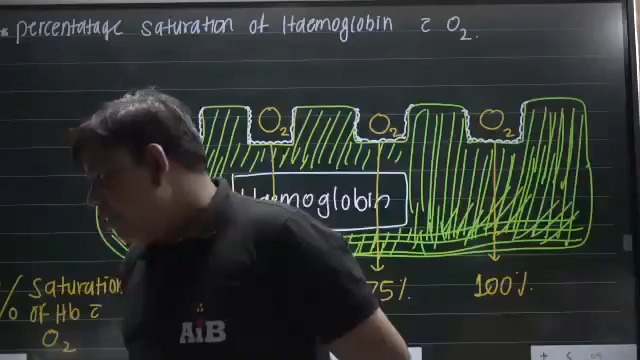 * percentatage saturation of Haemoglobin c̄ O₂.
O₂ O₂ O₂
Haemoglobin
75% 100%
% Saturation
of Hb c̄
O₂
AiB
+ < >